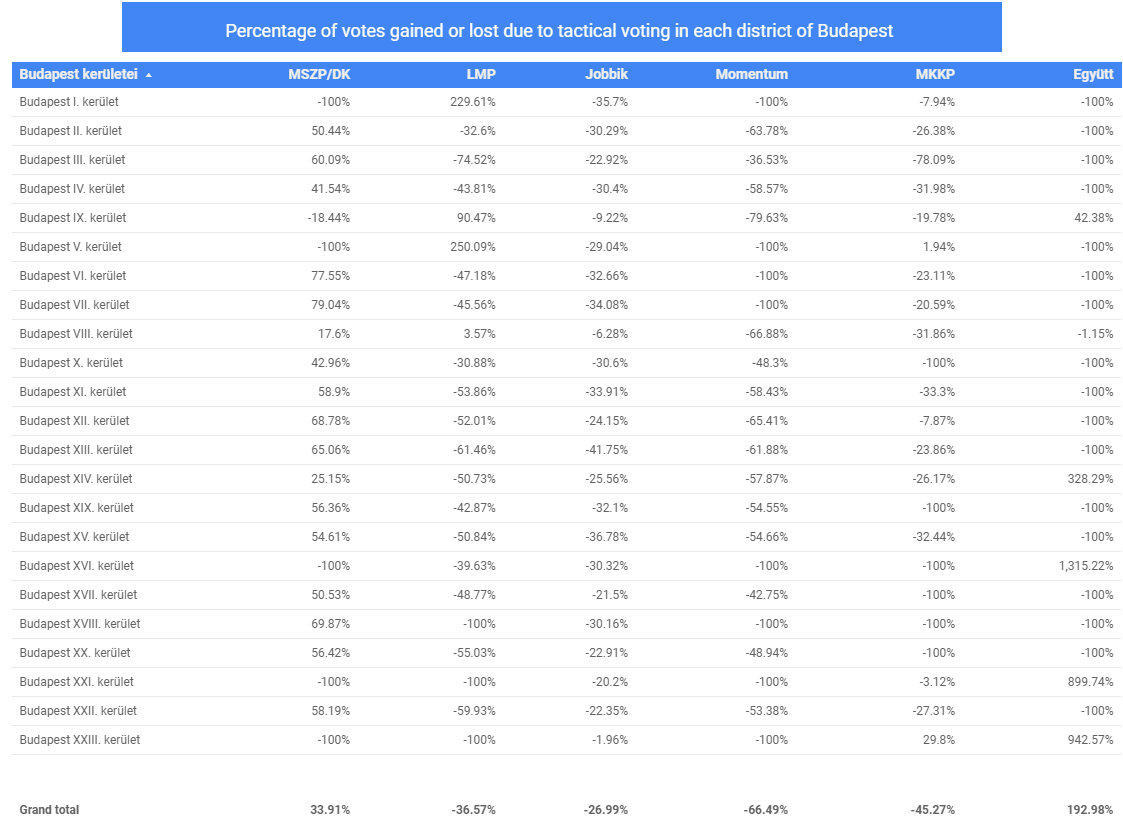 Percentage of votes gained or lost due to tactical voting in each district of Budapest
Budapest kerületei ▲ MSZP/DK LMP Jobbik Momentum MKKP Együtt
Budapest I. kerület -100% 229.61% -35.7% -100% -7.94% -100%
Budapest II. kerület 50.44% -32.6% -30.29% -63.78% -26.38% -100%
Budapest III. kerület 60.09% -74.52% -22.92% -36.53% -78.09% -100%
Budapest IV. kerület 41.54% -43.81% -30.4% -58.57% -31.98% -100%
Budapest IX. kerület -18.44% 90.47% -9.22% -79.63% -19.78% 42.38%
Budapest V. kerület -100% 250.09% -29.04% -100% 1.94% -100%
Budapest VI. kerület 77.55% -47.18% -32.66% -100% -23.11% -100%
Budapest VII. kerület 79.04% -45.56% -34.08% -100% -20.59% -100%
Budapest VIII. kerület 17.6% 3.57% -6.28% -66.88% -31.86% -1.15%
Budapest X. kerület 42.96% -30.88% -30.6% -48.3% -100% -100%
Budapest XI. kerület 58.9% -53.86% -33.91% -58.43% -33.3% -100%
Budapest XII. kerület 68.78% -52.01% -24.15% -65.41% -7.87% -100%
Budapest XIII. kerület 65.06% -61.46% -41.75% -61.88% -23.86% -100%
Budapest XIV. kerület 25.15% -50.73% -25.56% -57.87% -26.17% 328.29%
Budapest XIX. kerület 56.36% -42.87% -32.1% -54.55% -100% -100%
Budapest XV. kerület 54.61% -50.84% -36.78% -54.66% -32.44% -100%
Budapest XVI. kerület -100% -39.63% -30.32% -100% -100% 1,315.22%
Budapest XVII. kerület 50.53% -48.77% -21.5% -42.75% -100% -100%
Budapest XVIII. kerület 69.87% -100% -30.16% -100% -100% -100%
Budapest XX. kerület 56.42% -55.03% -22.91% -48.94% -100% -100%
Budapest XXI. kerület -100% -100% -20.2% -100% -3.12% 899.74%
Budapest XXII. kerület 58.19% -59.93% -22.35% -53.38% -27.31% -100%
Budapest XXIII. kerület -100% -100% -1.96% -100% 29.8% 942.57%
Grand total 33.91% -36.57% -26.99% -66.49% -45.27% 192.98%